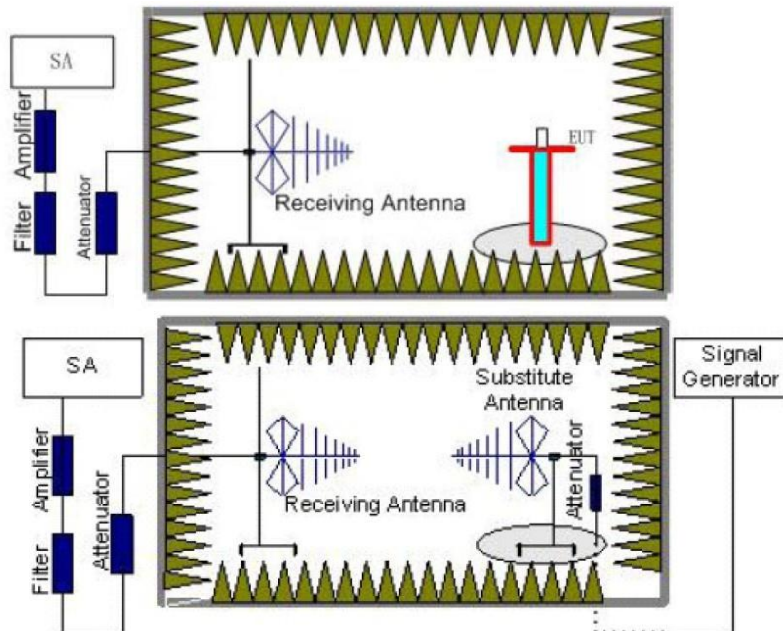 SA
Amplifier
Filter
Attenuator
Receiving Antenna
EUT
SA
Amplifier
Filter
Attenuator
Receiving Antenna
Substitute
Antenna
Attenuator
Signal
Generator